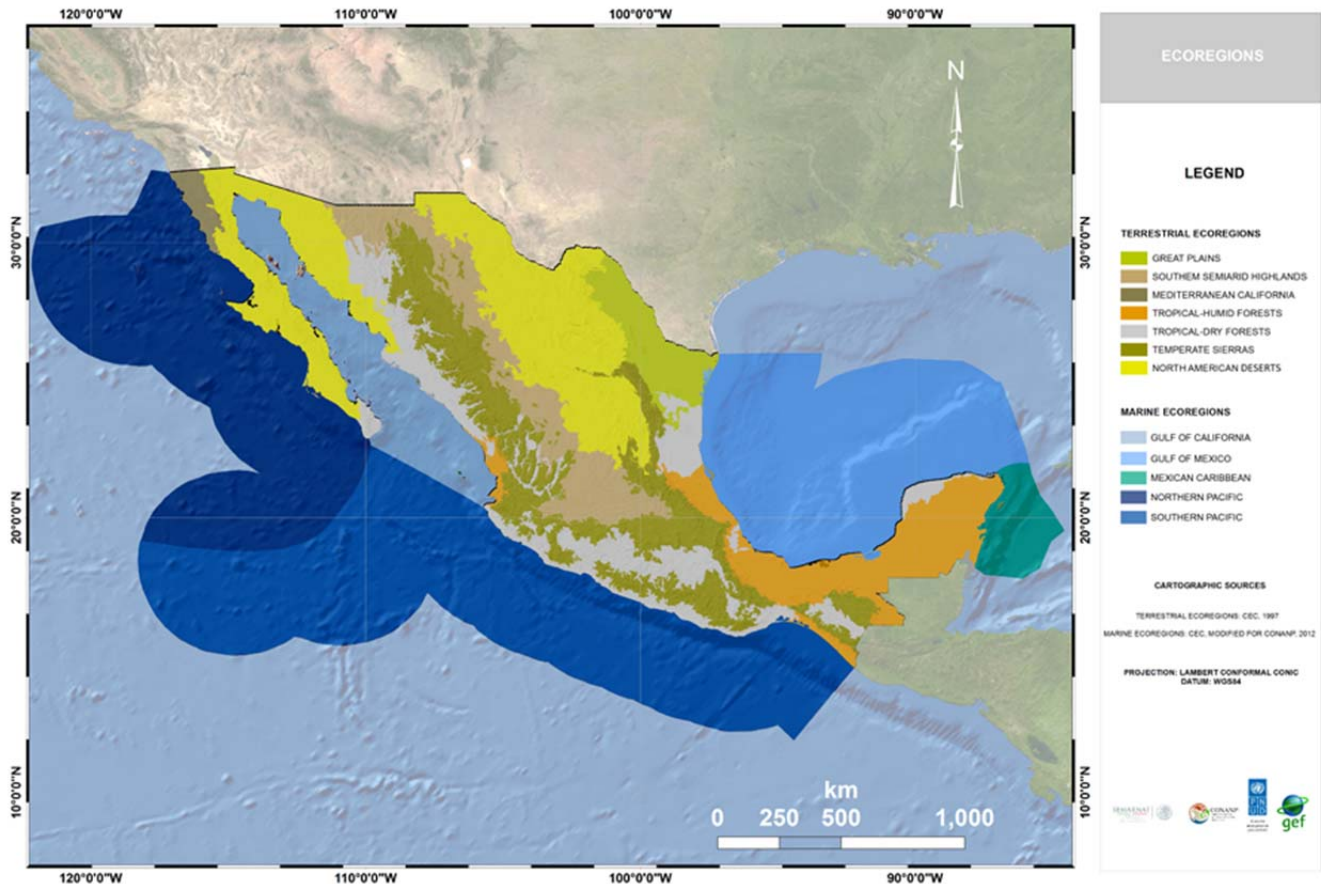 120°0'0"W 110°0'0"W 100°0'0"W 90°0'0"W
30°0'0"N
20°0'0"N
10°0'0"N
N
30°0'0"N
20°0'0"N
10°0'0"N
km
0 250 500 1,000
120°0'0"W 110°0'0"W 100°0'0"W 90°0'0"W
ECOREGIONS
LEGEND
TERRESTRIAL ECOREGIONS
GREAT PLAINS
SOUTHEM SEMIARID HIGHLANDS
MEDITERRANEAN CALIFORNIA
TROPICAL-HUMID FORESTS
TROPICAL-DRY FORESTS
TEMPERATE SIERRAS
NORTH AMERICAN DESERTS
MARINE ECOREGIONS
GULF OF CALIFORNIA
GULF OF MEXICO
MEXICAN CARIBBEAN
NORTHERN PACIFIC
SOUTHERN PACIFIC
CARTOGRAPHIC SOURCES
TERRESTRIAL ECOREGIONS: CEC, 1997
MARINE ECOREGIONS: CEC, MODIFIED FOR CONANP, 2012
PROJECTION: LAMBERT CONFORMAL CONIC
DATUM: WGS84
SEMARNAT
CONANP
P N
U D
gef